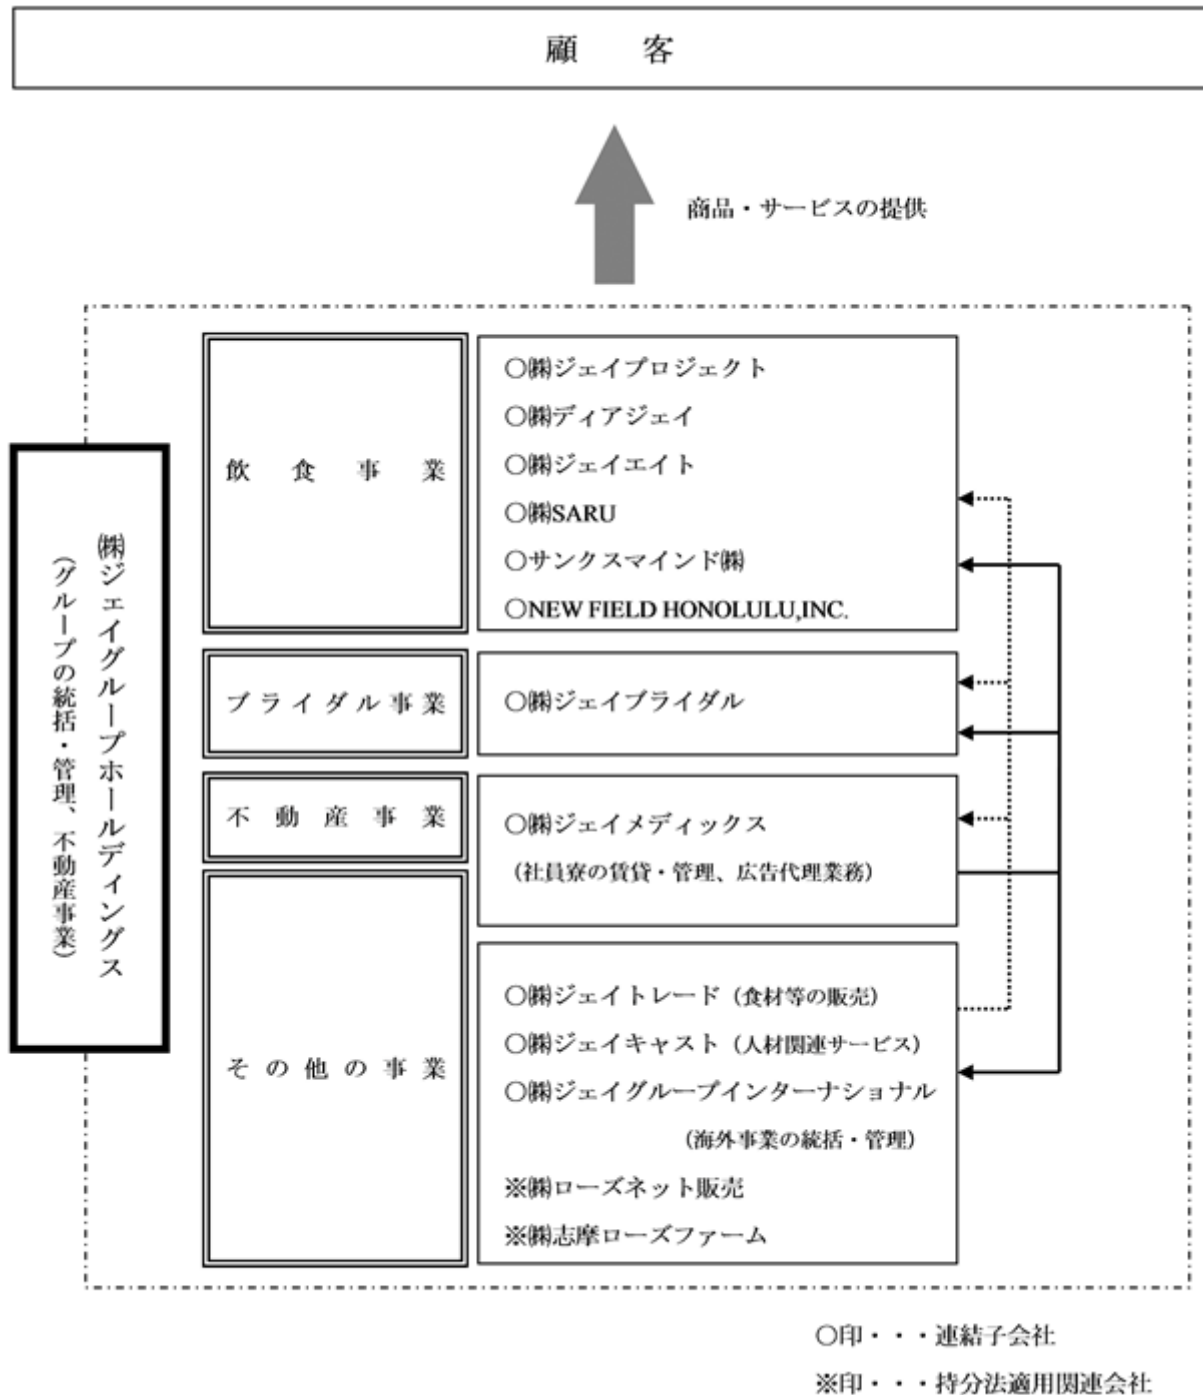 顧 客
商品・サービスの提供
㈱ジェイグループホールディングス
(グループの統括・管理、不動産事業)
飲食事業
○㈱ジェイプロジェクト
○㈱ディアジェイ
○㈱ジェイエイト
○㈱SARU
○サンクスマインド㈱
○NEW FIELD HONOLULU,INC.
ブライダル事業
○㈱ジェイブライダル
不動産事業
○㈱ジェイメディックス
(社員寮の賃貸・管理、広告代理業務)
その他の事業
○㈱ジェイトレード(食材等の販売)
○㈱ジェイキャスト(人材関連サービス)
○㈱ジェイグループインターナショナル
(海外事業の統括・管理)
※㈱ローズネット販売
※㈱志摩ローズファーム
○印・・・連結子会社
※印・・・持分法適用関連会社